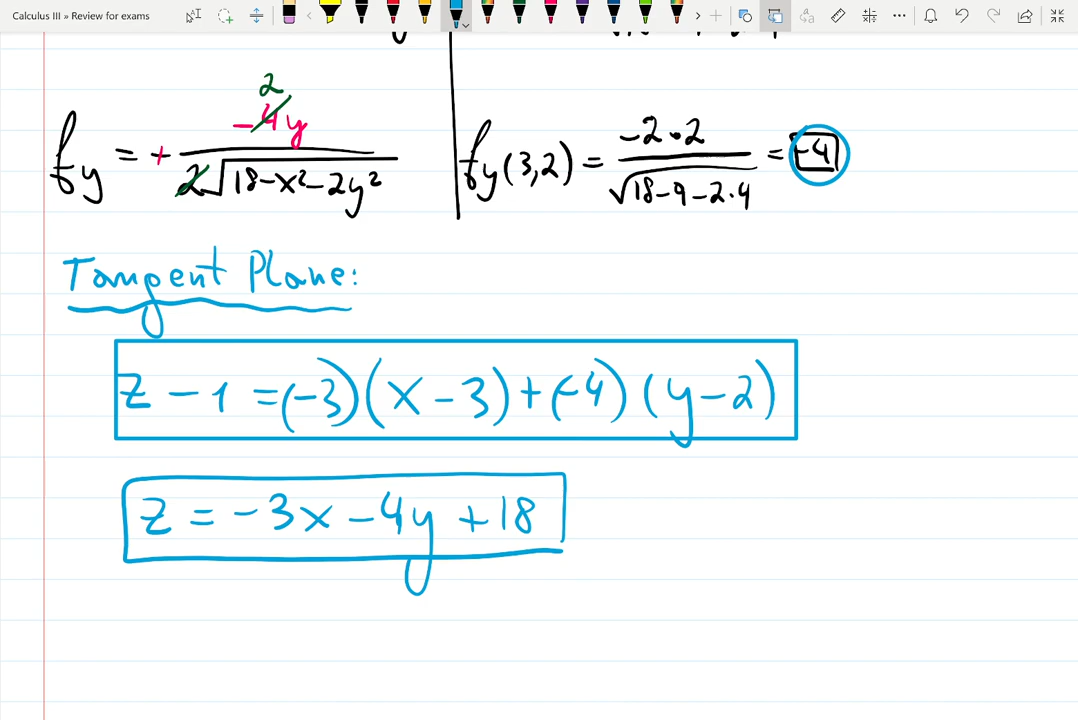 Calculus III » Review for exams
fy = + -4y 2 / 2√18-x²-2y²
fy(3,2) = -2•2 / √18-9-2•4 = -4
Tangent Plane:
z - 1 = (-3)(x-3)+(-4)(y-2)
z = -3x - 4y + 18